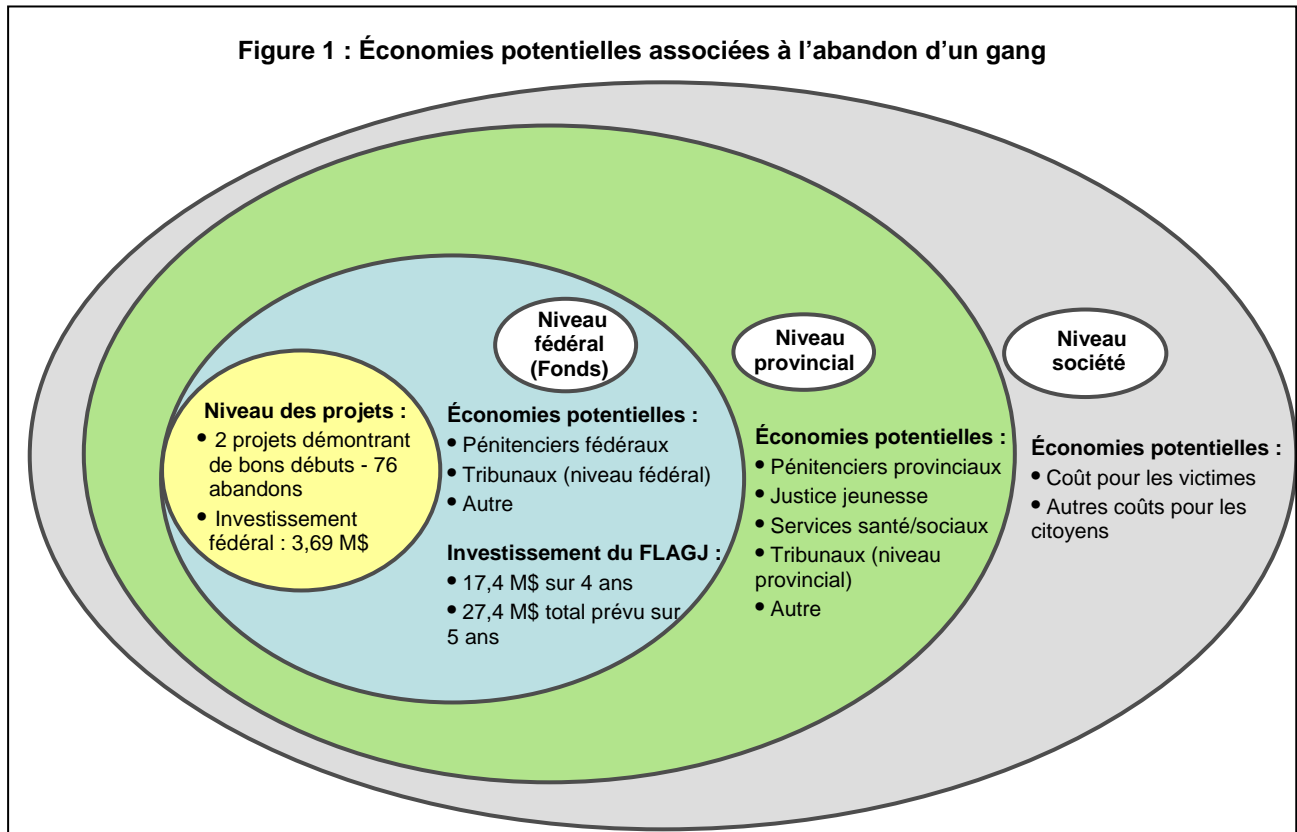 Figure 1 : Économies potentielles associées à l’abandon d’un gang
Niveau des projets :
• 2 projets démontrant
de bons débuts - 76
abandons
• Investissement
fédéral : 3,69 M$
Niveau
fédéral
(Fonds)
Économies potentielles :
• Pénitenciers fédéraux
• Tribunaux (niveau fédéral)
• Autre
Investissement du FLAGJ :
• 17,4 M$ sur 4 ans
• 27,4 M$ total prévu sur
5 ans
Niveau
provincial
Économies potentielles :
• Pénitenciers provinciaux
• Justice jeunesse
• Services santé/sociaux
• Tribunaux (niveau
provincial)
• Autre
Niveau
société
Économies potentielles :
• Coût pour les victimes
• Autres coûts pour les
citoyens